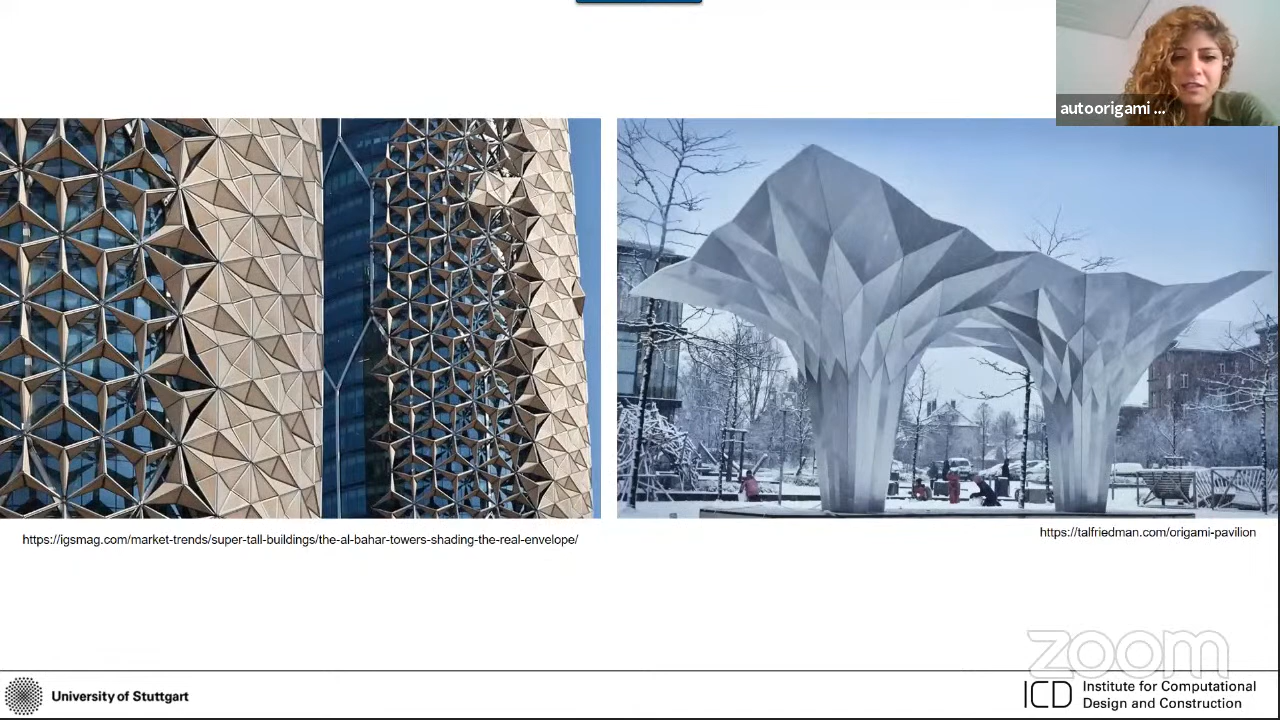 autoorigami ...
https://igsmag.com/market-trends/super-tall-buildings/the-al-bahar-towers-shading-the-real-envelope/
https://talfriedman.com/origami-pavilion
zoom
University of Stuttgart
ICD
Institute for Computational
Design and Construction